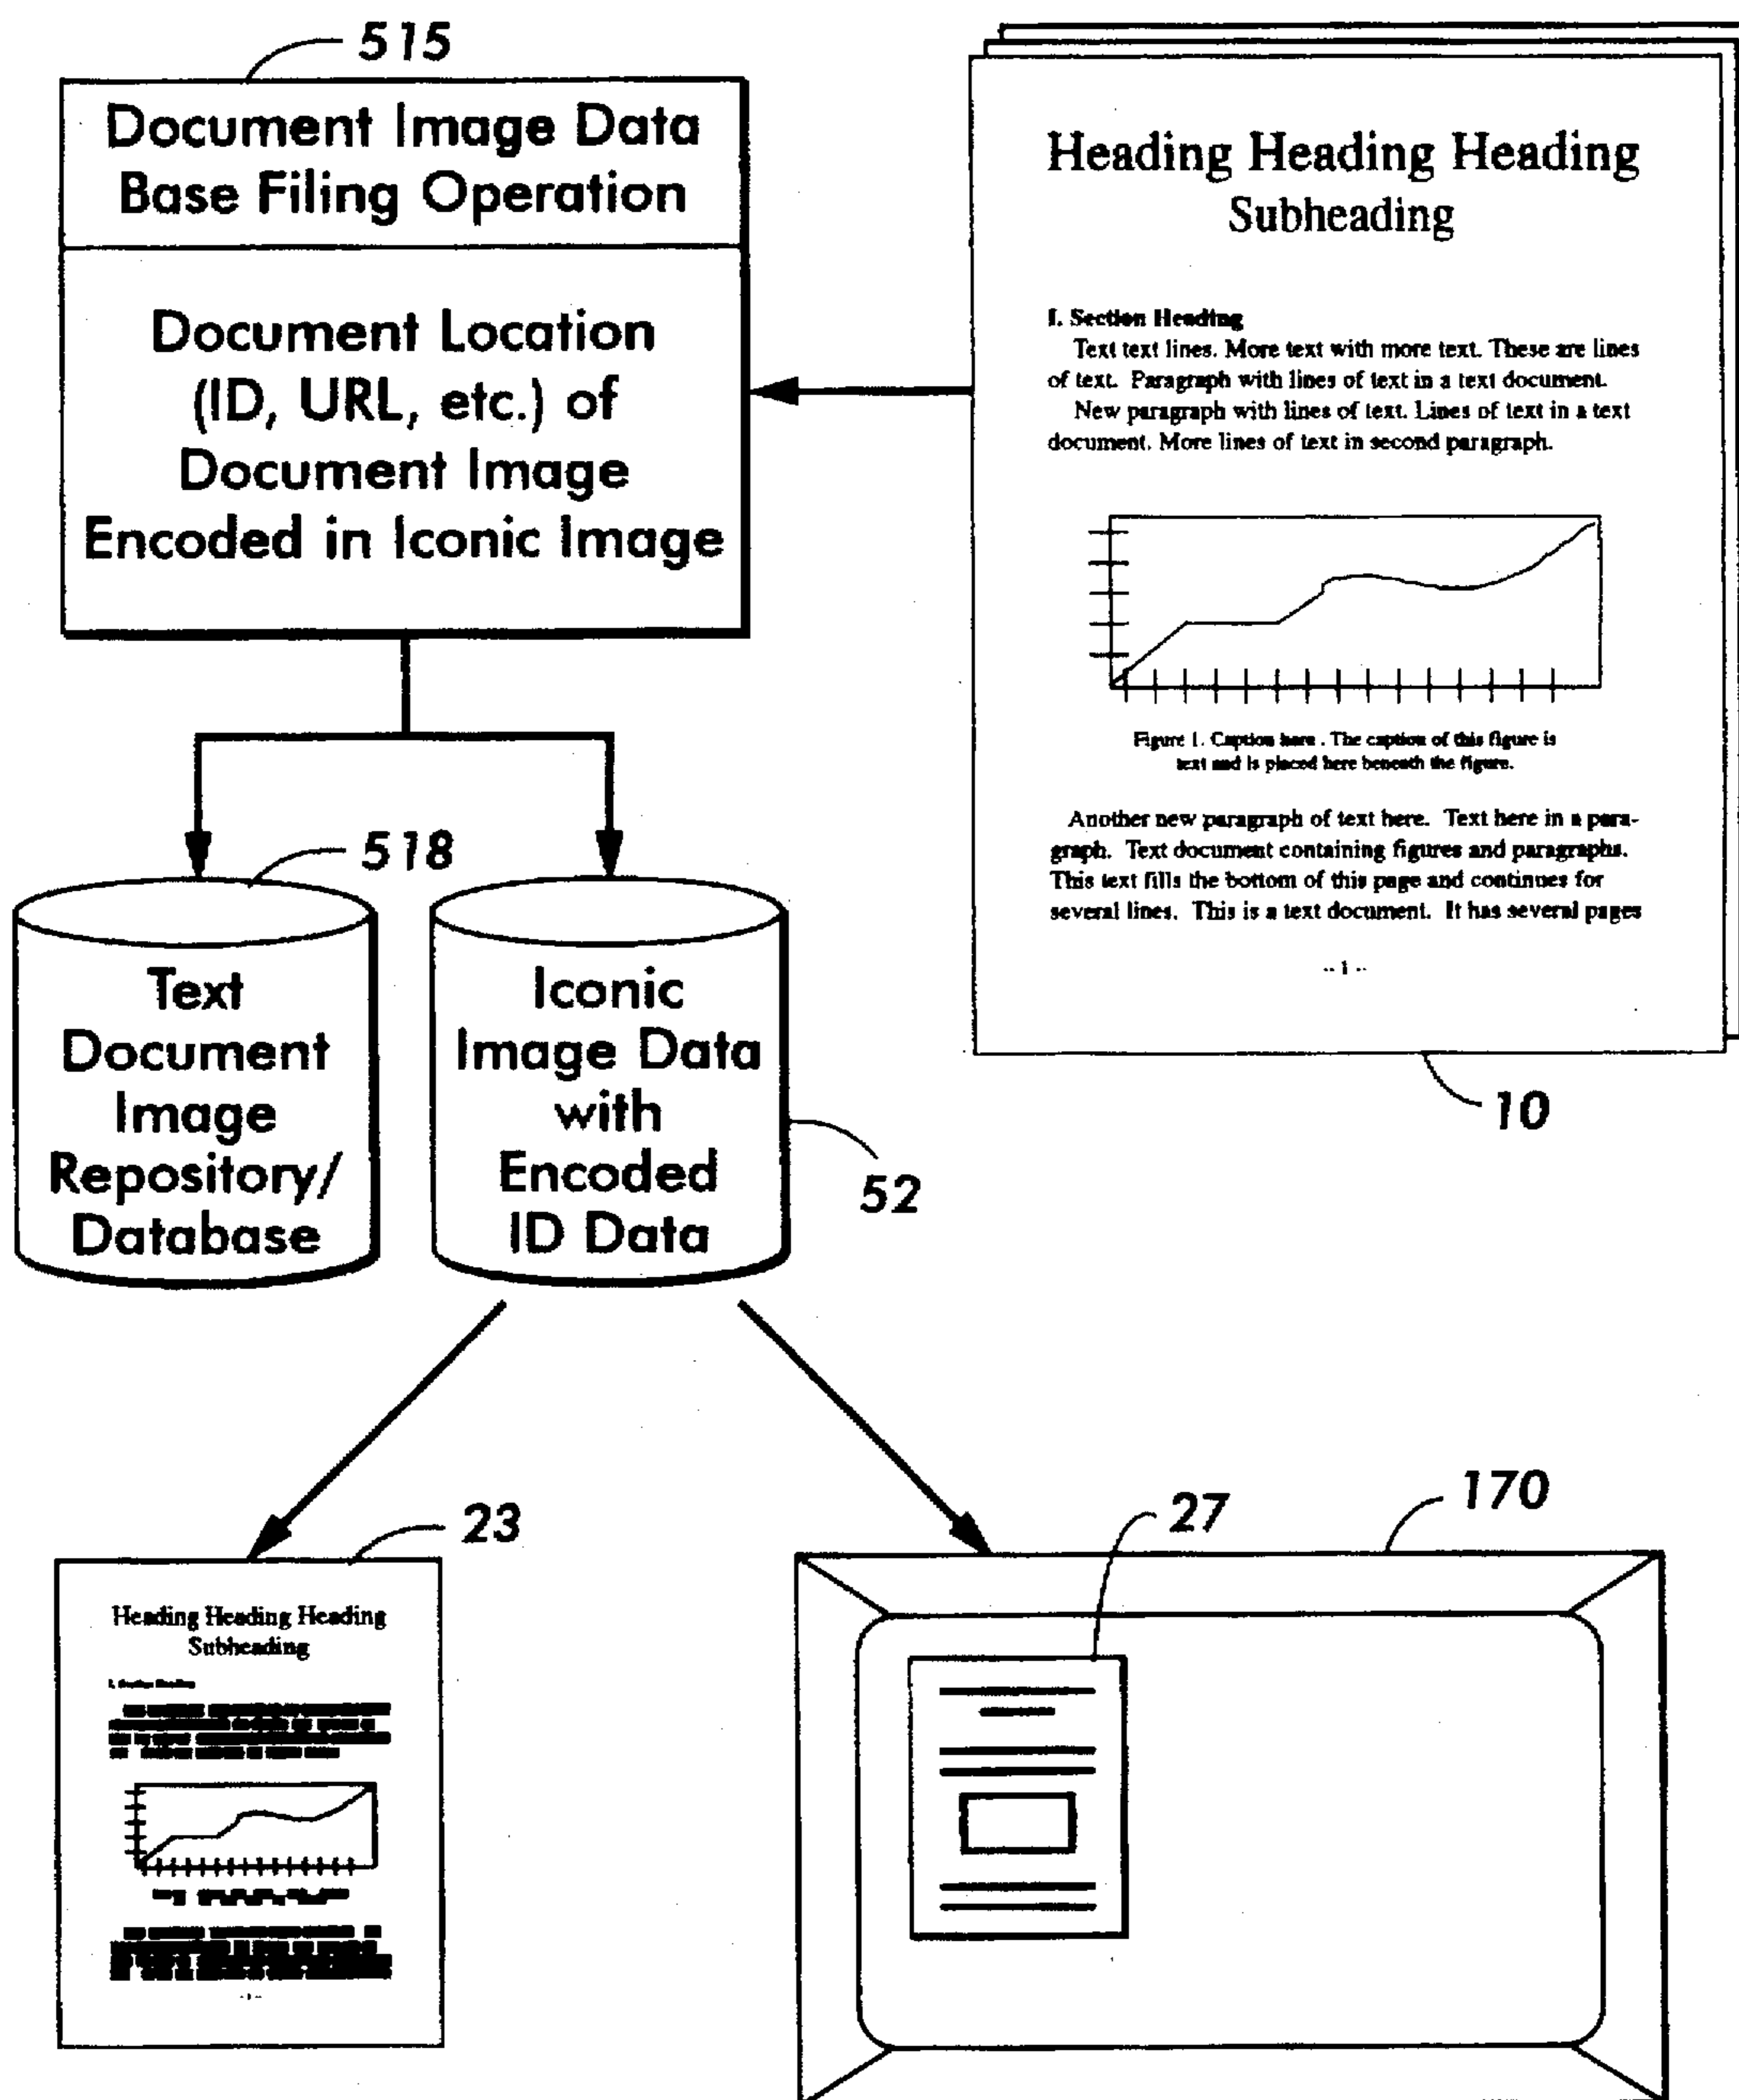 515
Document Image Data
Base Filing Operation
Document Location
(ID, URL, etc.) of
Document Image
Encoded in Iconic Image
Heading Heading Heading
Subheading
I. Section Heading
Text text lines. More text with more text. These are lines
of text. Paragraph with lines of text in a text document.
New paragraph with lines of text. Lines of text in a text
document. More lines of text in second paragraph.
Figure 1. Caption here . The caption of this figure is
text and is placed here beneath the figure.
Another new paragraph of text here. Text here in a para-
graph. Text document containing figures and paragraphs.
This text fills the bottom of this page and continues for
several lines. This is a text document. It has several pages
-- 1 --
10
518
Text
Document
Image
Repository/
Database
Iconic
Image Data
with
Encoded
ID Data
52
23
Heading Heading Heading
Subheading
I. Section Heading
27
170